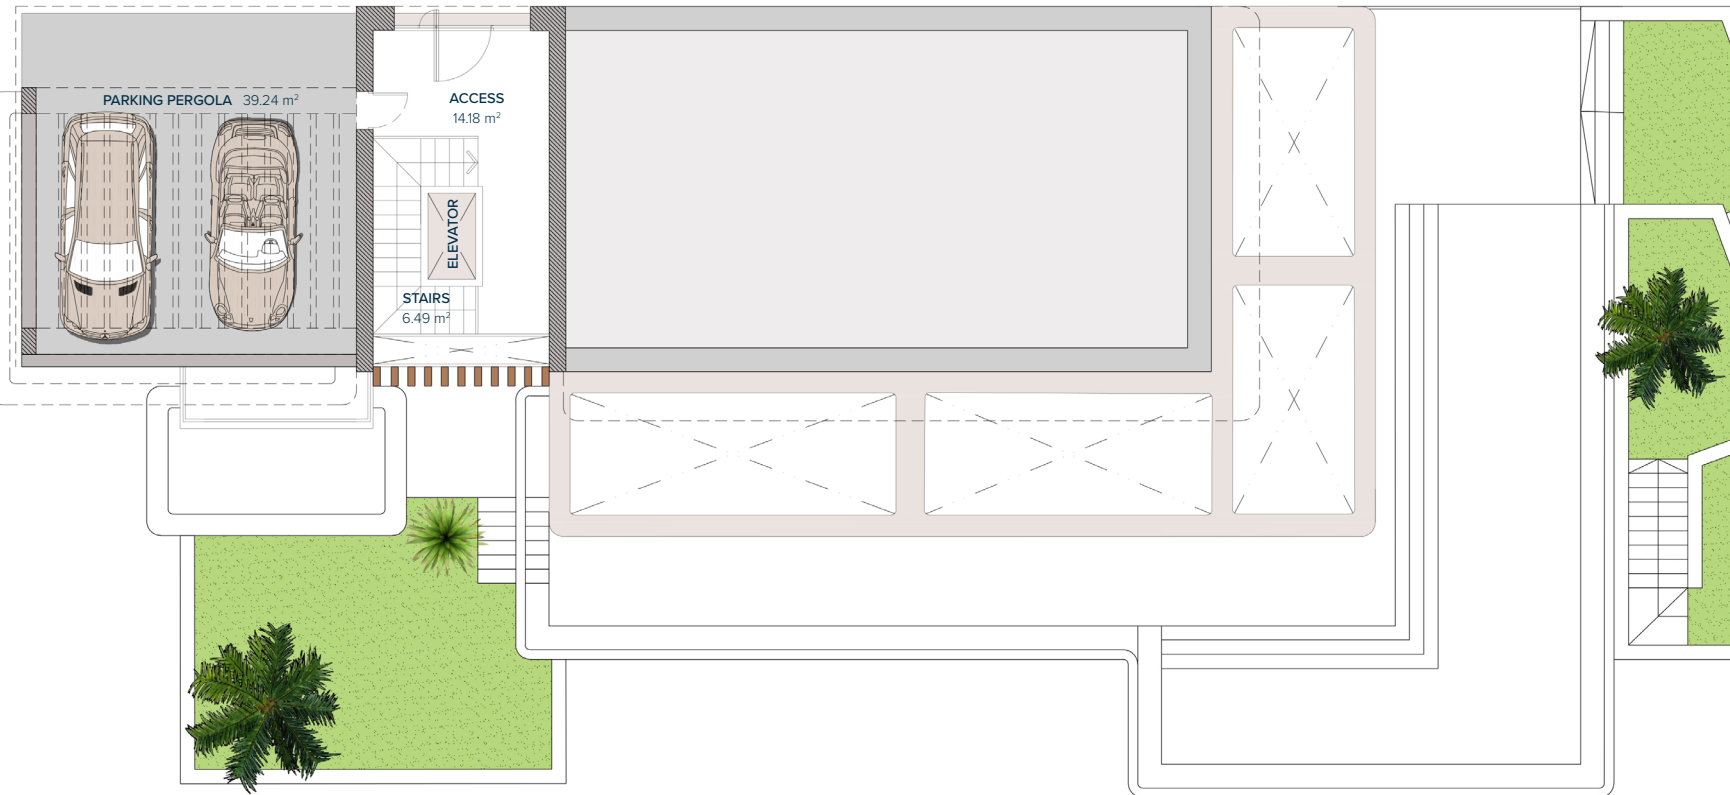 PARKING PERGOLA 39.24 m²
ACCESS
14.18 m²
ELEVATOR
STAIRS
6.49 m²